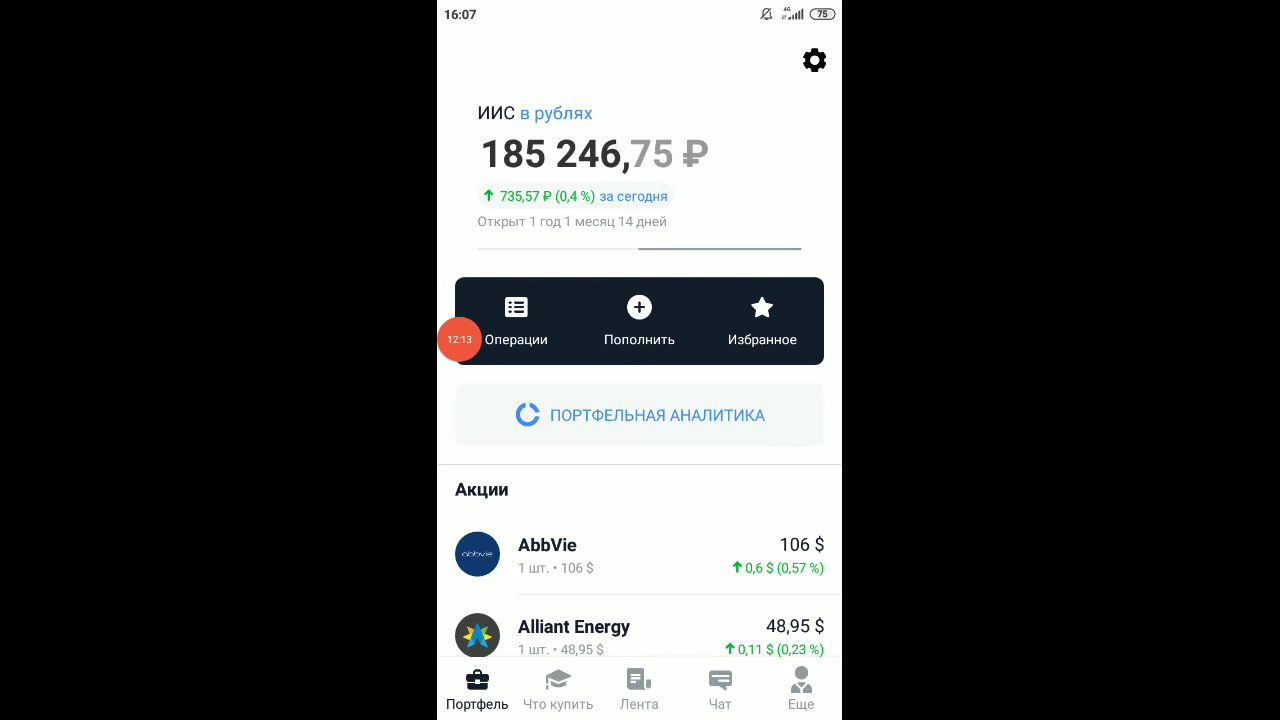 16:07
4G
75
ИИС в рублях
185 246,75 ₽
735,57 ₽ (0,4 %) за сегодня
Открыт 1 год 1 месяц 14 дней
12:13
Операции
Пополнить
Избранное
ПОРТФЕЛЬНАЯ АНАЛИТИКА
Акции
abbvie
AbbVie
106 $
1 шт. • 106 $
0,6 $ (0,57 %)
Alliant Energy
48,95 $
1 шт. • 48,95 $
0,11 $ (0,23 %)
Портфель
Что купить
Лента
Чат
Еще